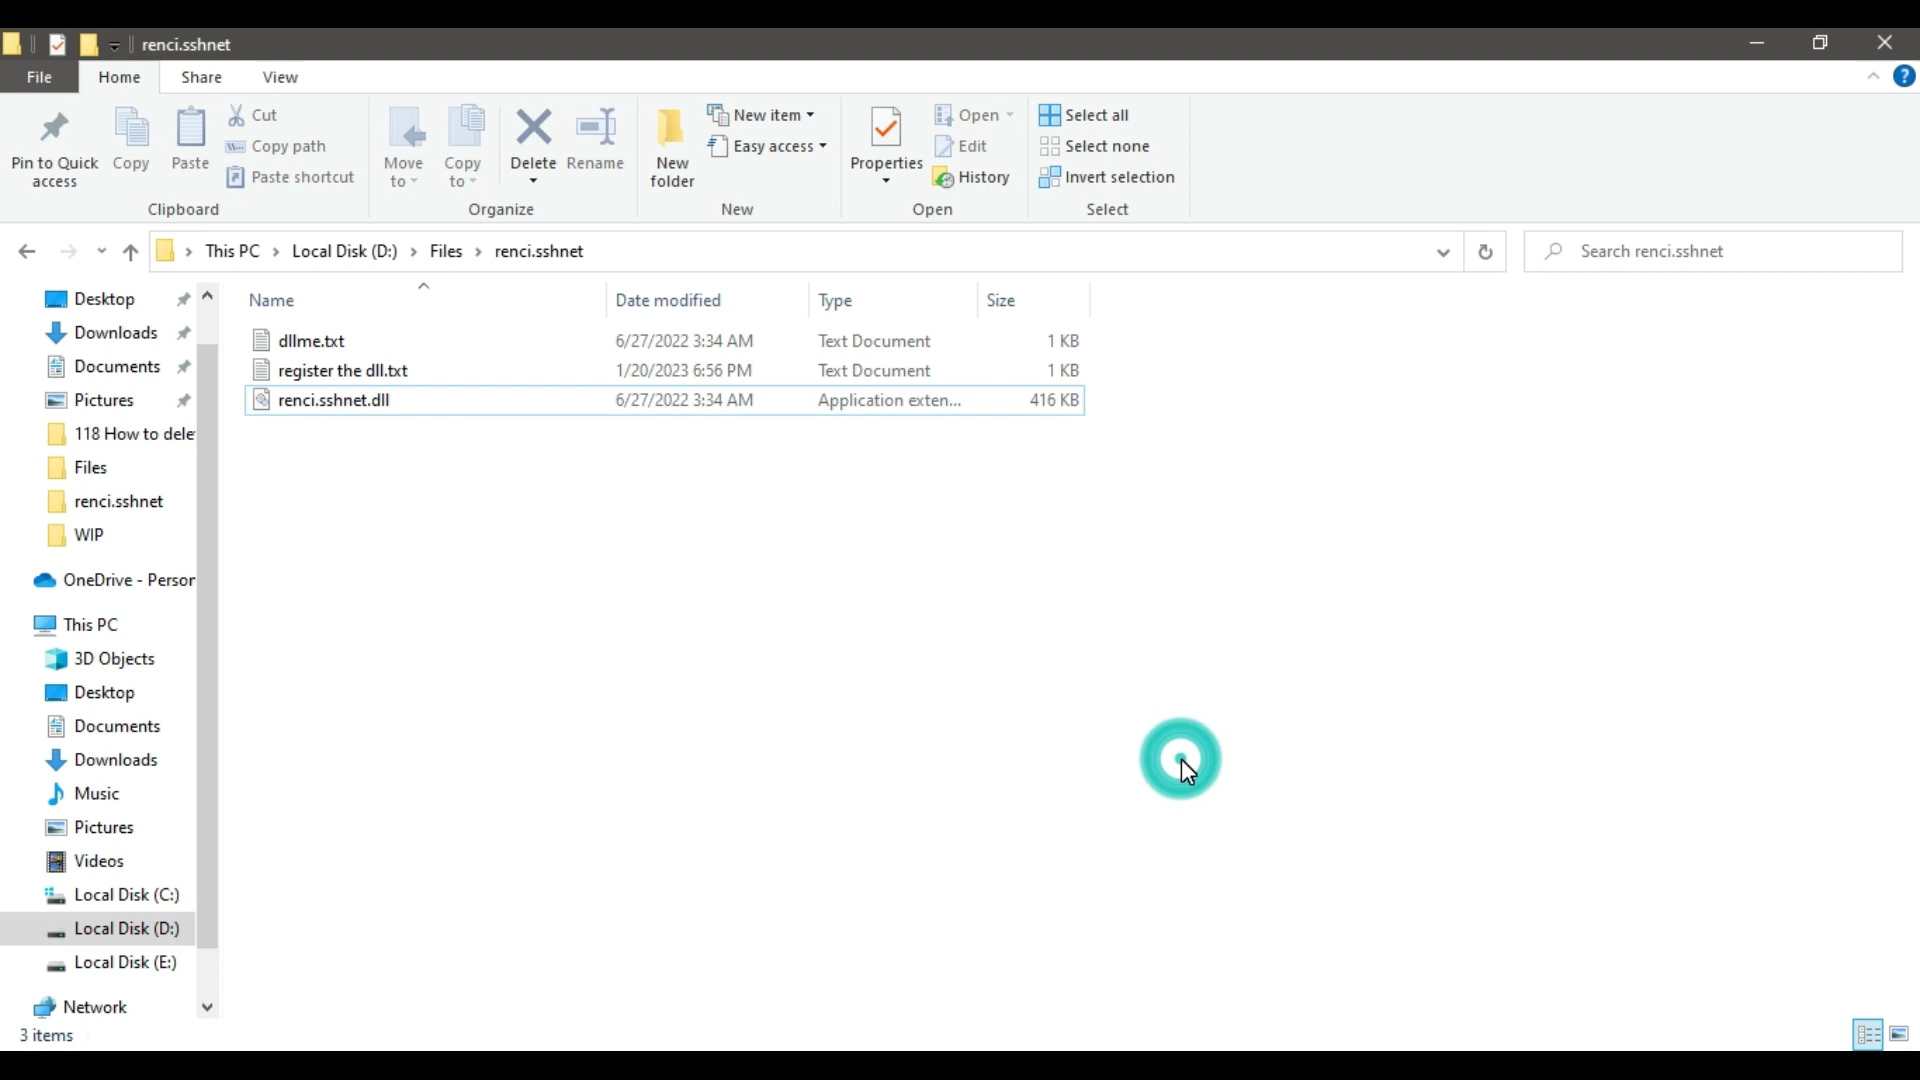 renci.sshnet
File Home Share View
Pin to Quick access
Copy
Paste
Cut
Copy path
Paste shortcut
Clipboard
Move to
Copy to
Delete
Rename
Organize
New folder
New item
Easy access
New
Properties
Open
Edit
History
Open
Select all
Select none
Invert selection
Select
This PC > Local Disk (D:) > Files > renci.sshnet
Search renci.sshnet
Desktop
Downloads
Documents
Pictures
118 How to dele
Files
renci.sshnet
WIP
OneDrive - Person
This PC
3D Objects
Desktop
Documents
Downloads
Music
Pictures
Videos
Local Disk (C:)
Local Disk (D:)
Local Disk (E:)
Network
Name Date modified Type Size
dllme.txt 6/27/2022 3:34 AM Text Document 1 KB
register the dll.txt 1/20/2023 6:56 PM Text Document 1 KB
renci.sshnet.dll 6/27/2022 3:34 AM Application exten... 416 KB
3 items